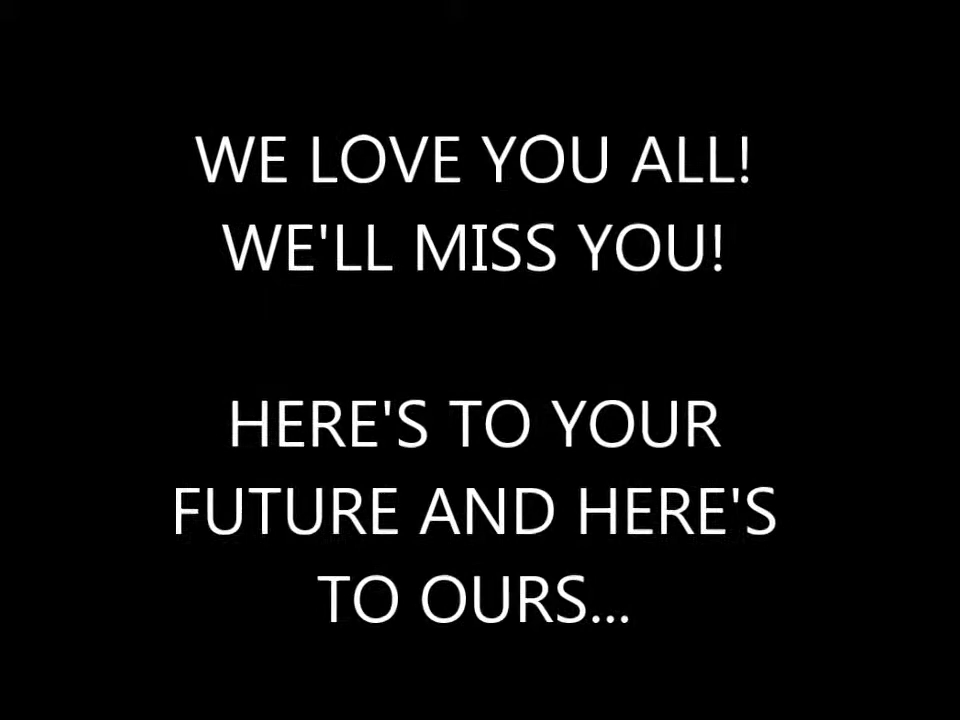 WE LOVE YOU ALL!
WE'LL MISS YOU!
HERE'S TO YOUR
FUTURE AND HERE'S
TO OURS...